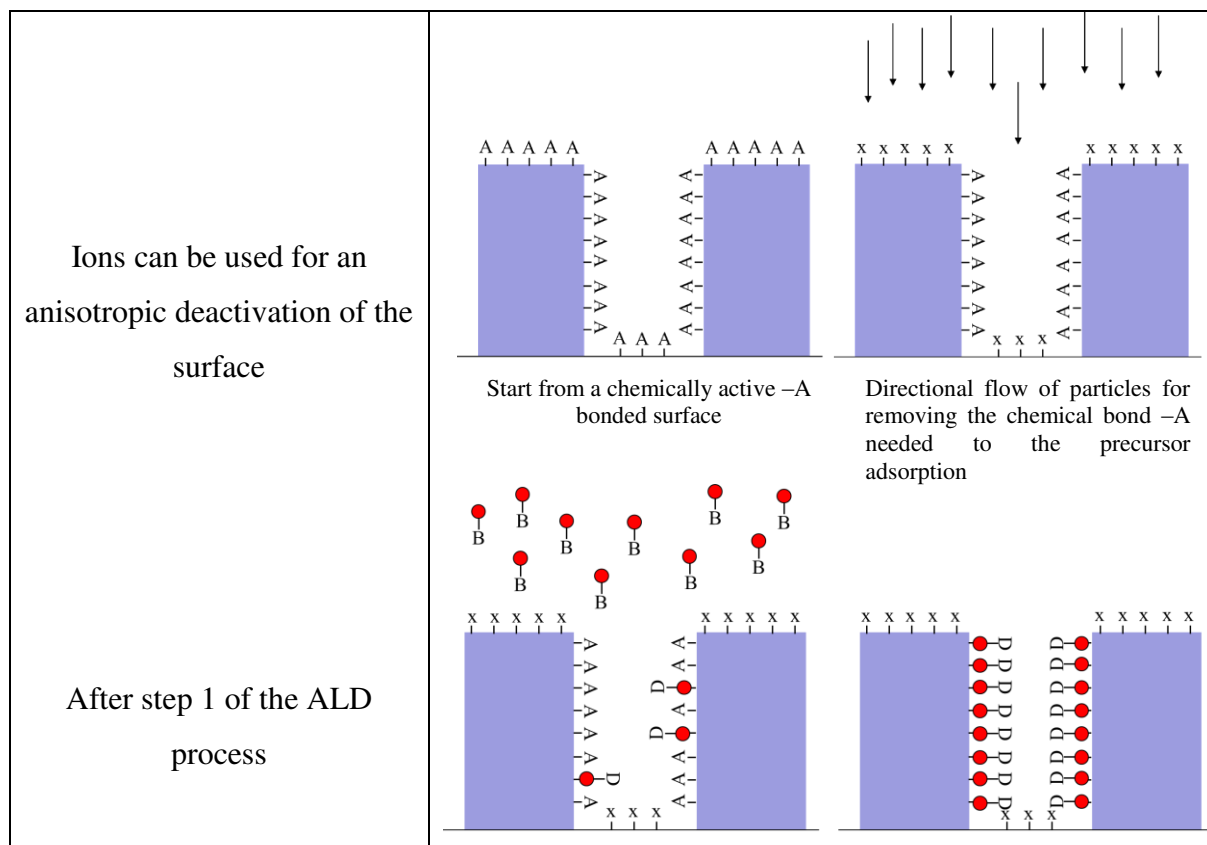 Ions can be used for an
anisotropic deactivation of the
surface
A A A A A A A A A A
A A
A A
A A
A A
A A
A A
A A
A A
A A A
Start from a chemically active –A
bonded surface
x x x x x x x x x x
A A
A A
A A
A A
A A
A A
A A
A A
x x x
Directional flow of particles for
removing the chemical bond –A
needed to the precursor
adsorption
After step 1 of the ALD
process
B B B B B B B B B B
x x x x x x x x x x
A A
A A
A D
A A
A D
A A
D A
A A
x x x
x x x x x x x x x x
D D
D D
D D
D D
D D
D D
D D
D D
x x x